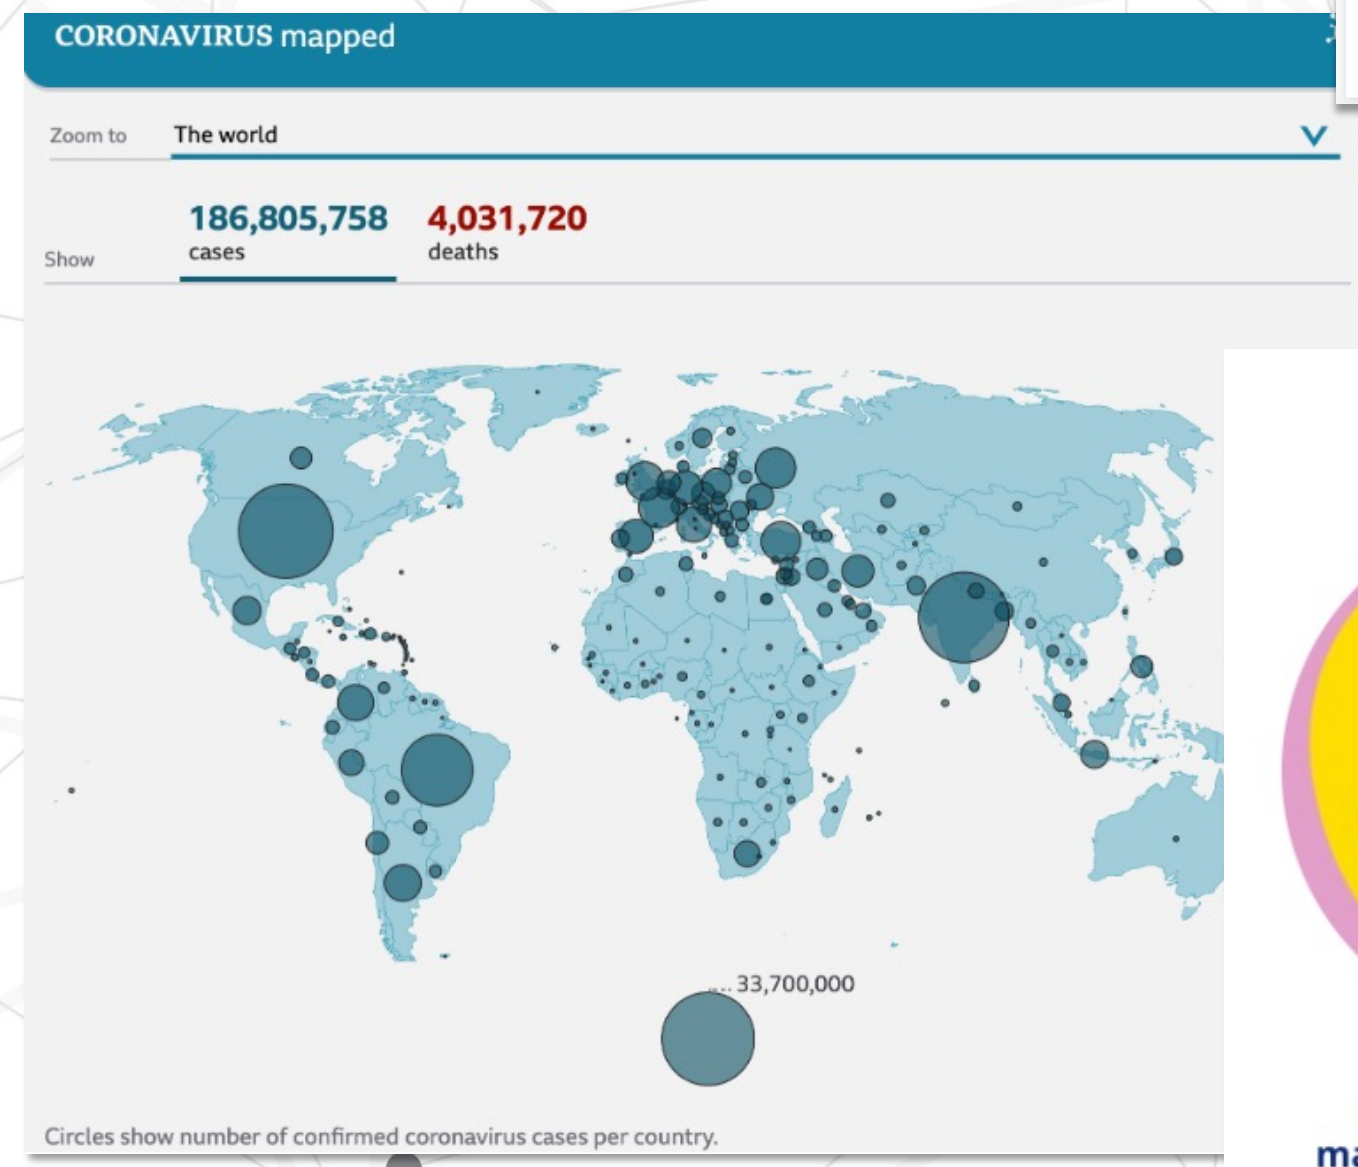 CORONAVIRUS mapped
Zoom to The world
186,805,758 4,031,720
Show cases deaths
33,700,000
Circles show number of confirmed coronavirus cases per country.
ma